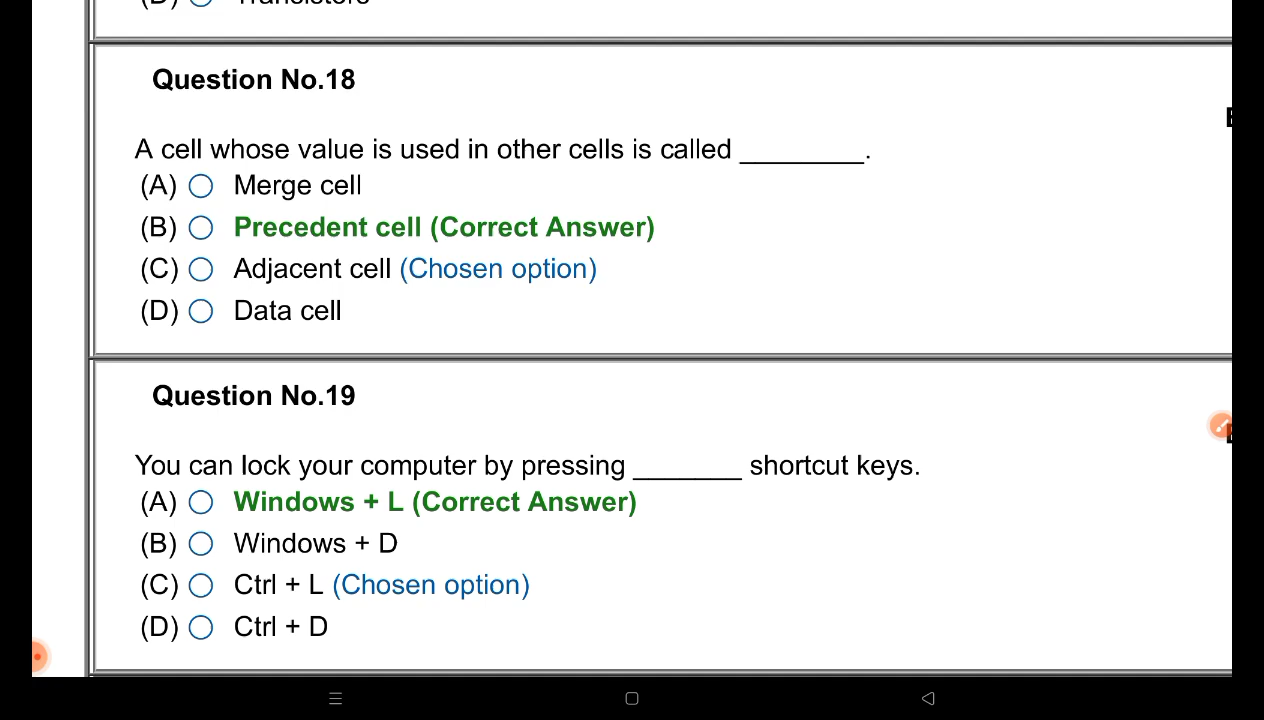 Question No.18
A cell whose value is used in other cells is called ________.
(A) Merge cell
(B) Precedent cell (Correct Answer)
(C) Adjacent cell (Chosen option)
(D) Data cell
Question No.19
You can lock your computer by pressing _______ shortcut keys.
(A) Windows + L (Correct Answer)
(B) Windows + D
(C) Ctrl + L (Chosen option)
(D) Ctrl + D